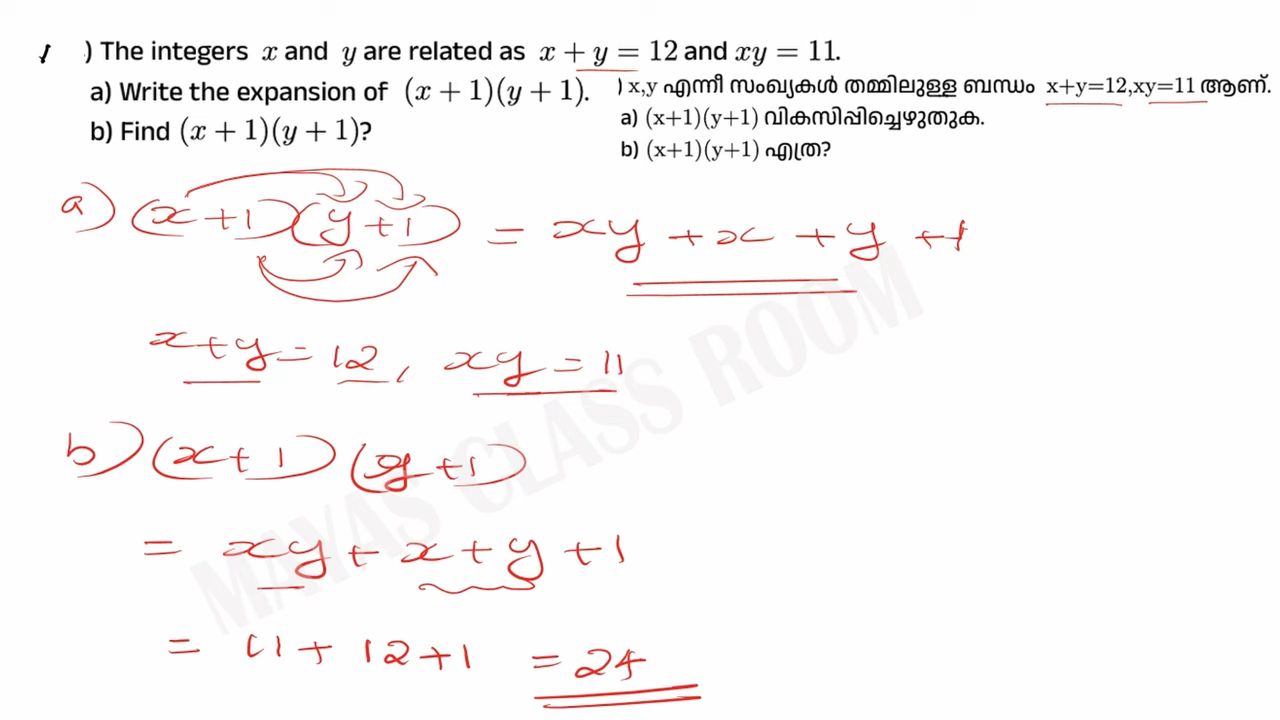 1 ) The integers x and y are related as x + y = 12 and xy = 11.
a) Write the expansion of (x + 1)(y + 1).
b) Find (x + 1)(y + 1)?
) x,y എന്നീ സംഖ്യകൾ തമ്മിലുള്ള ബന്ധം x+y=12,xy=11 ആണ്.
a) (x+1)(y+1) വികസിപ്പിച്ചെഴുതുക.
b) (x+1)(y+1) എത്ര?
a) (x+1)(y+1) = xy + x + y + 1
x+y = 12, xy = 11
b) (x+1)(y+1)
= xy + x + y + 1
= 11 + 12 + 1 = 24
MAYAS CLASS ROOM